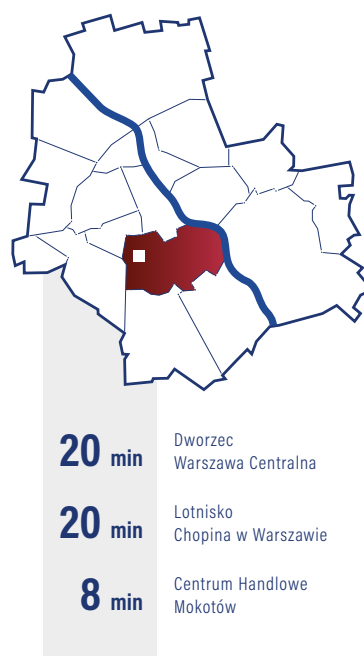 20 min
Dworzec
Warszawa Centralna
20 min
Lotnisko
Chopina w Warszawie
8 min
Centrum Handlowe
Mokotów